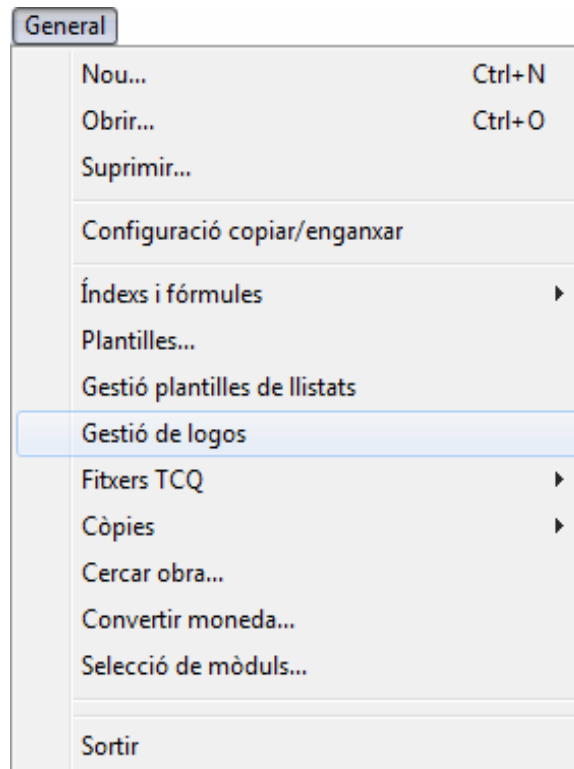 General
Nou... Ctrl+N
Obrir... Ctrl+O
Suprimir...
Configuració copiar/enganxar
Índexs i fórmules
Plantilles...
Gestió plantilles de llistats
Gestió de logos
Fitxers TCQ
Còpies
Cercar obra...
Convertir moneda...
Selecció de mòduls...
Sortir